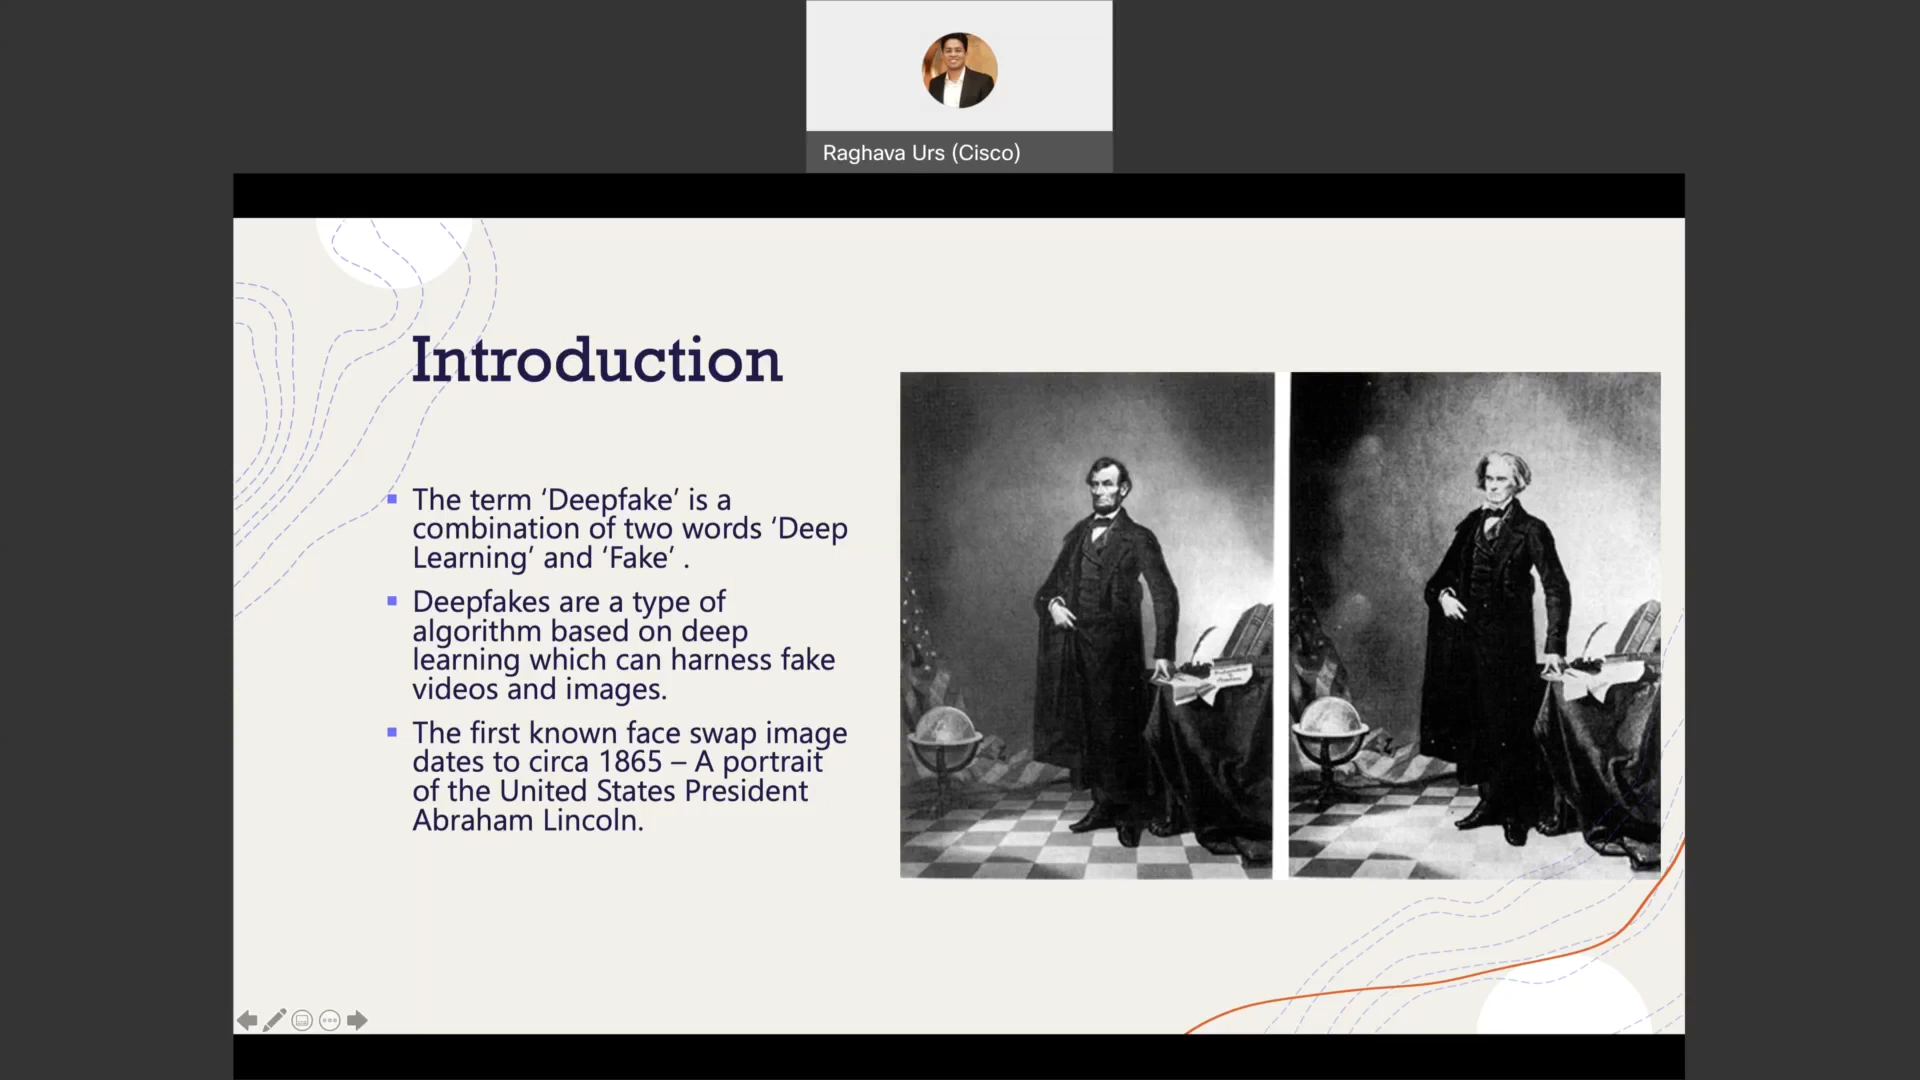 Raghava Urs (Cisco)
Introduction
▪ The term ‘Deepfake’ is a
combination of two words ‘Deep
Learning’ and ‘Fake’ .
▪ Deepfakes are a type of
algorithm based on deep
learning which can harness fake
videos and images.
▪ The first known face swap image
dates to circa 1865 – A portrait
of the United States President
Abraham Lincoln.